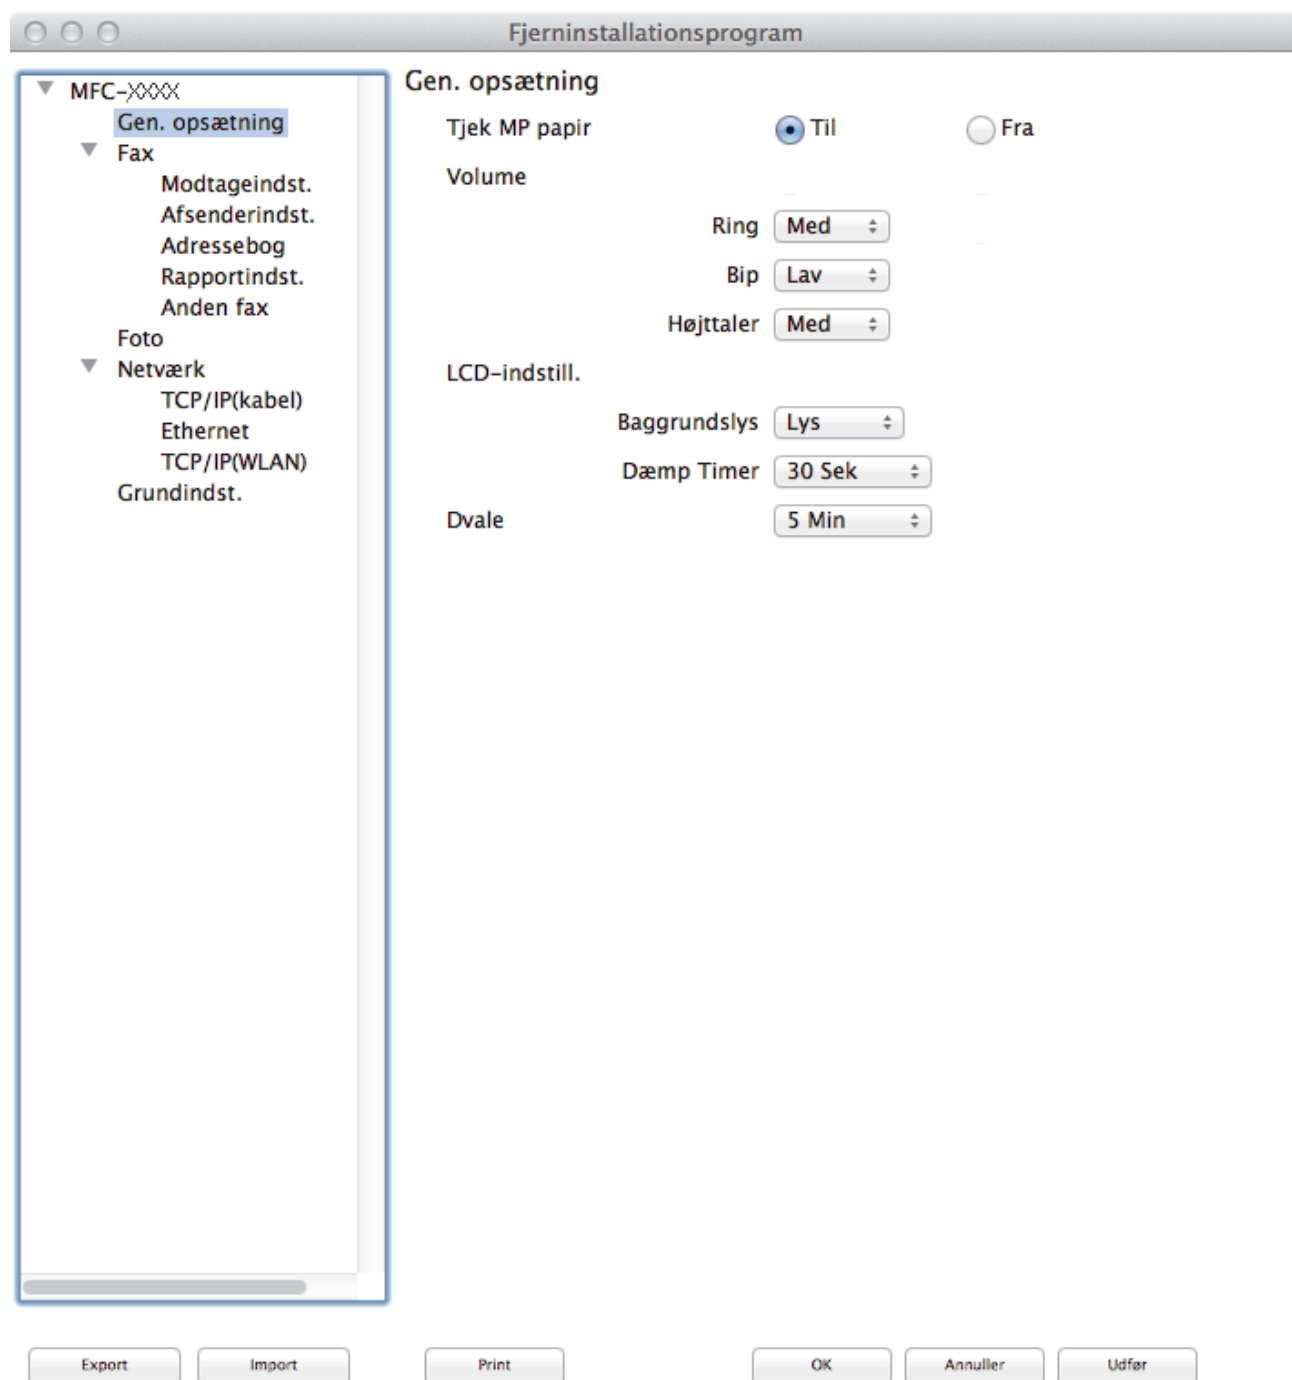 Fjerninstallationsprogram
MFC-XXXX
Gen. opsætning
Fax
Modtageindst.
Afsenderindst.
Adressebog
Rapportindst.
Anden fax
Foto
Netværk
TCP/IP(kabel)
Ethernet
TCP/IP(WLAN)
Grundindst.
Gen. opsætning
Tjek MP papir Til Fra
Volume
Ring Med
Bip Lav
Højttaler Med
LCD-indstill.
Baggrundslys Lys
Dæmp Timer 30 Sek
Dvale 5 Min
Export Import Print OK Annuller Udfør